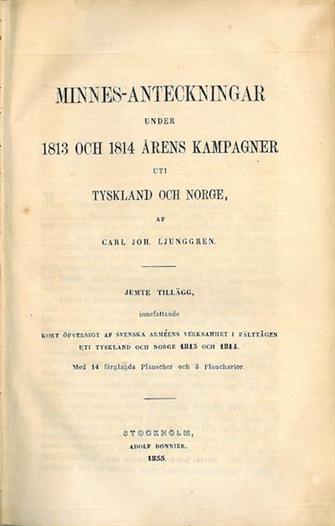 MINNES-ANTECKNINGAR
UNDER
1813 OCH 1814 ÅRENS KAMPAGNER
UTI
TYSKLAND OCH NORGE,
AF
CARL JOH. LJUNGGREN.
JEMTE TILLÄGG,
innefattande
KORT ÖFVERSIGT AF SVENSKA ARMÉENS VERKSAMHET I FÄLTTÅGEN
UTI TYSKLAND OCH NORGE 1813 OCH 1814.
Med 14 färglagda Planscher och 3 Planchartor.
STOCKHOLM,
ADOLF BONNIER.
1855.